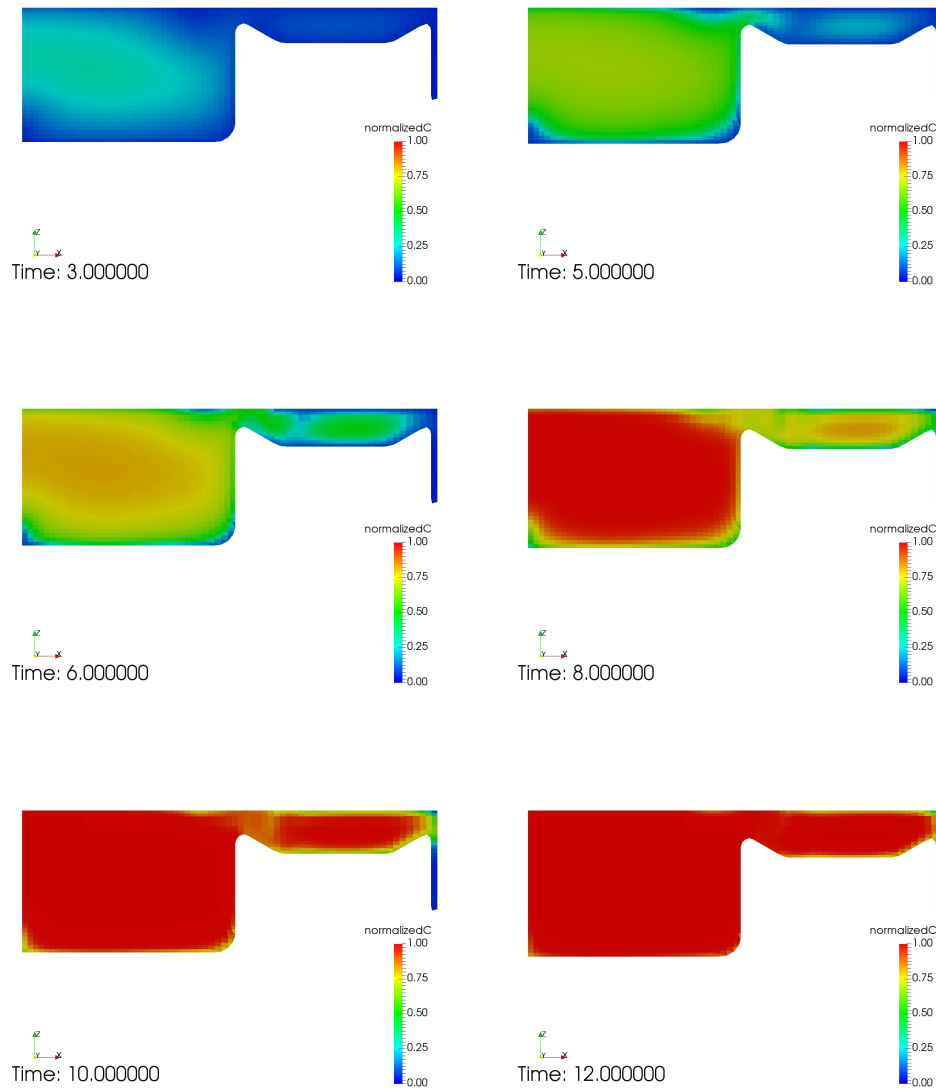 normalizedC
1.00
0.75
0.50
0.25
0.00
Z
Y X
Time: 3.000000
normalizedC
1.00
0.75
0.50
0.25
0.00
Z
Y X
Time: 5.000000
normalizedC
1.00
0.75
0.50
0.25
0.00
Z
Y X
Time: 6.000000
normalizedC
1.00
0.75
0.50
0.25
0.00
Z
Y X
Time: 8.000000
normalizedC
1.00
0.75
0.50
0.25
0.00
Z
Y X
Time: 10.000000
normalizedC
1.00
0.75
0.50
0.25
0.00
Z
Y X
Time: 12.000000